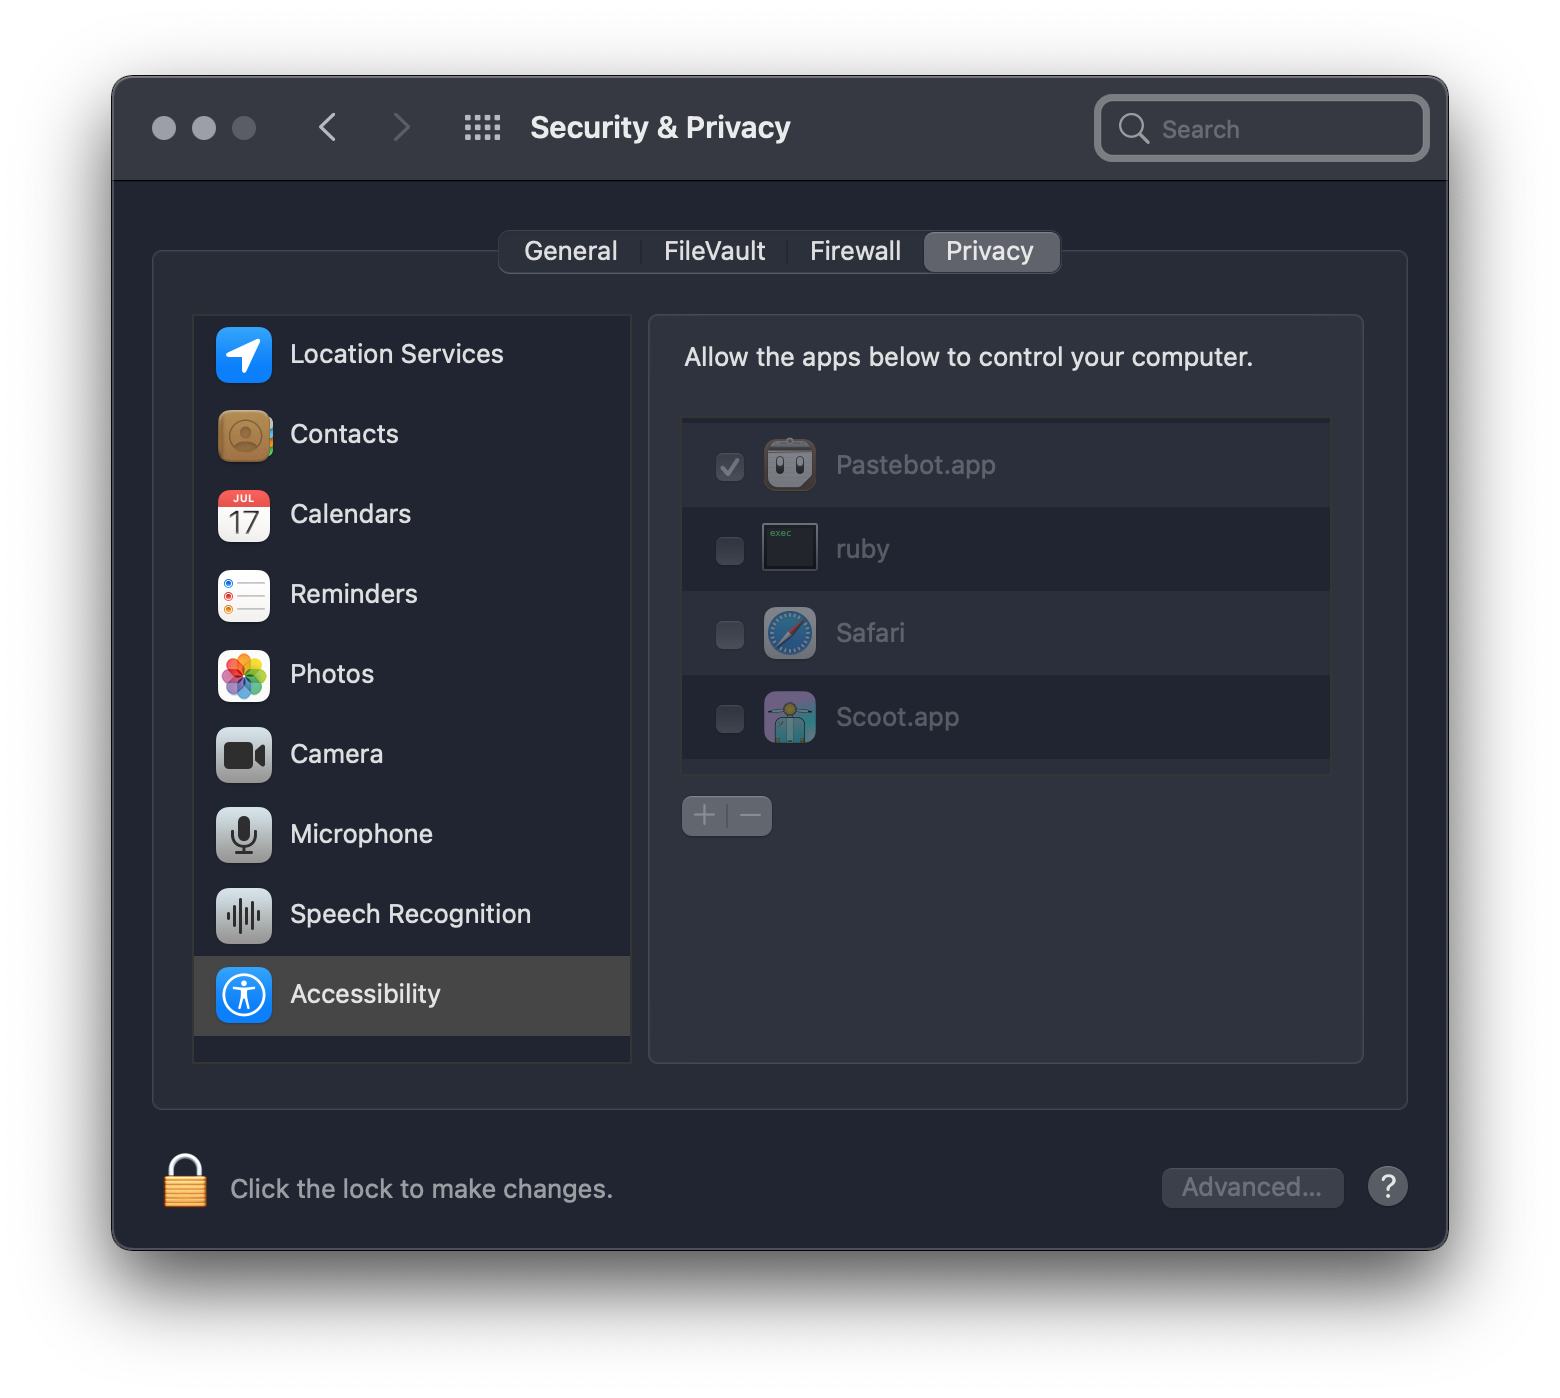 Security & Privacy
Search
General
FileVault
Firewall
Privacy
Location Services
Contacts
JUL
17
Calendars
Reminders
Photos
Camera
Microphone
Speech Recognition
Accessibility
Allow the apps below to control your computer.
Pastebot.app
exec
ruby
Safari
Scoot.app
Click the lock to make changes.
Advanced...
?